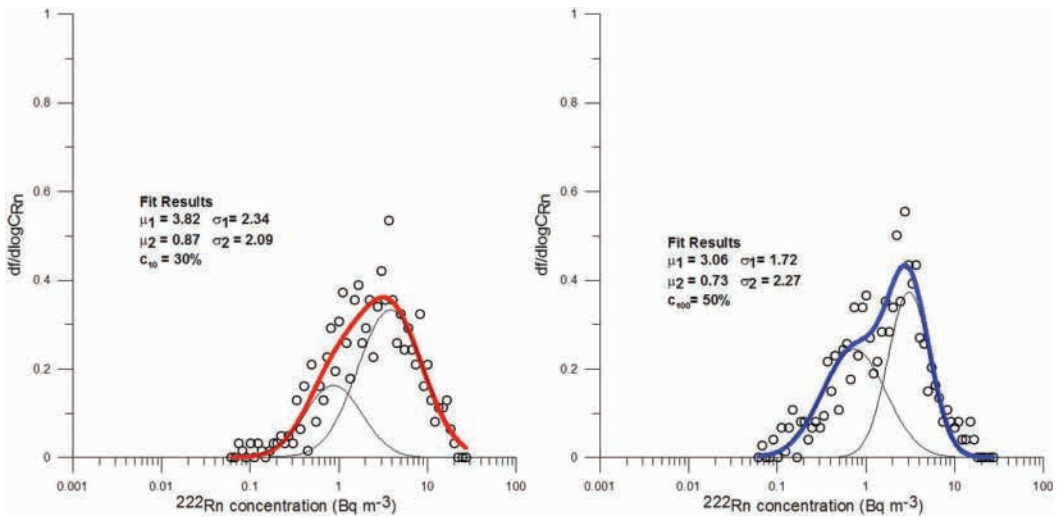 1
0.8
0.6
0.4
0.2
0
df/dlogCRn
Fit Results
μ1 = 3.82 σ1= 2.34
μ2 = 0.87 σ2 = 2.09
c10 = 30%
0.001
0.01
0.1
1
10
100
222Rn concentration (Bq m-3)
1
0.8
0.6
0.4
0.2
0
df/dlogCRn
Fit Results
μ1 = 3.06 σ1= 1.72
μ2 = 0.73 σ2 = 2.27
c100= 50%
0.001
0.01
0.1
1
10
100
222Rn concentration (Bq m-3)